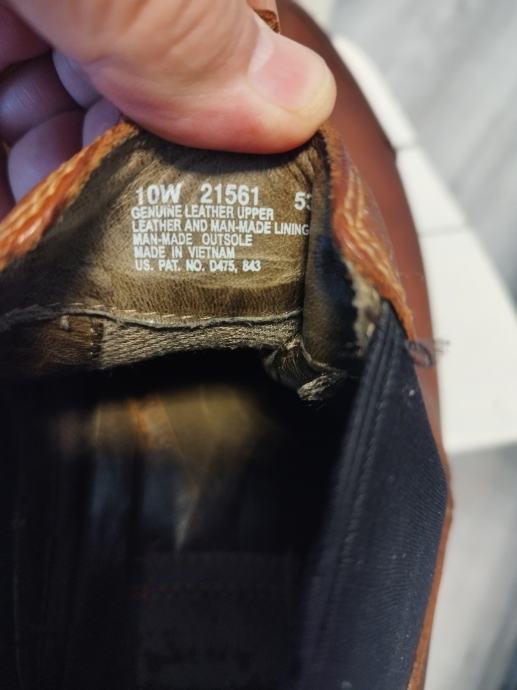 10W 21561
GENUINE LEATHER UPPER
LEATHER AND MAN-MADE LINING
MAN-MADE OUTSOLE
MADE IN VIETNAM
US. PAT. NO. D475, 843